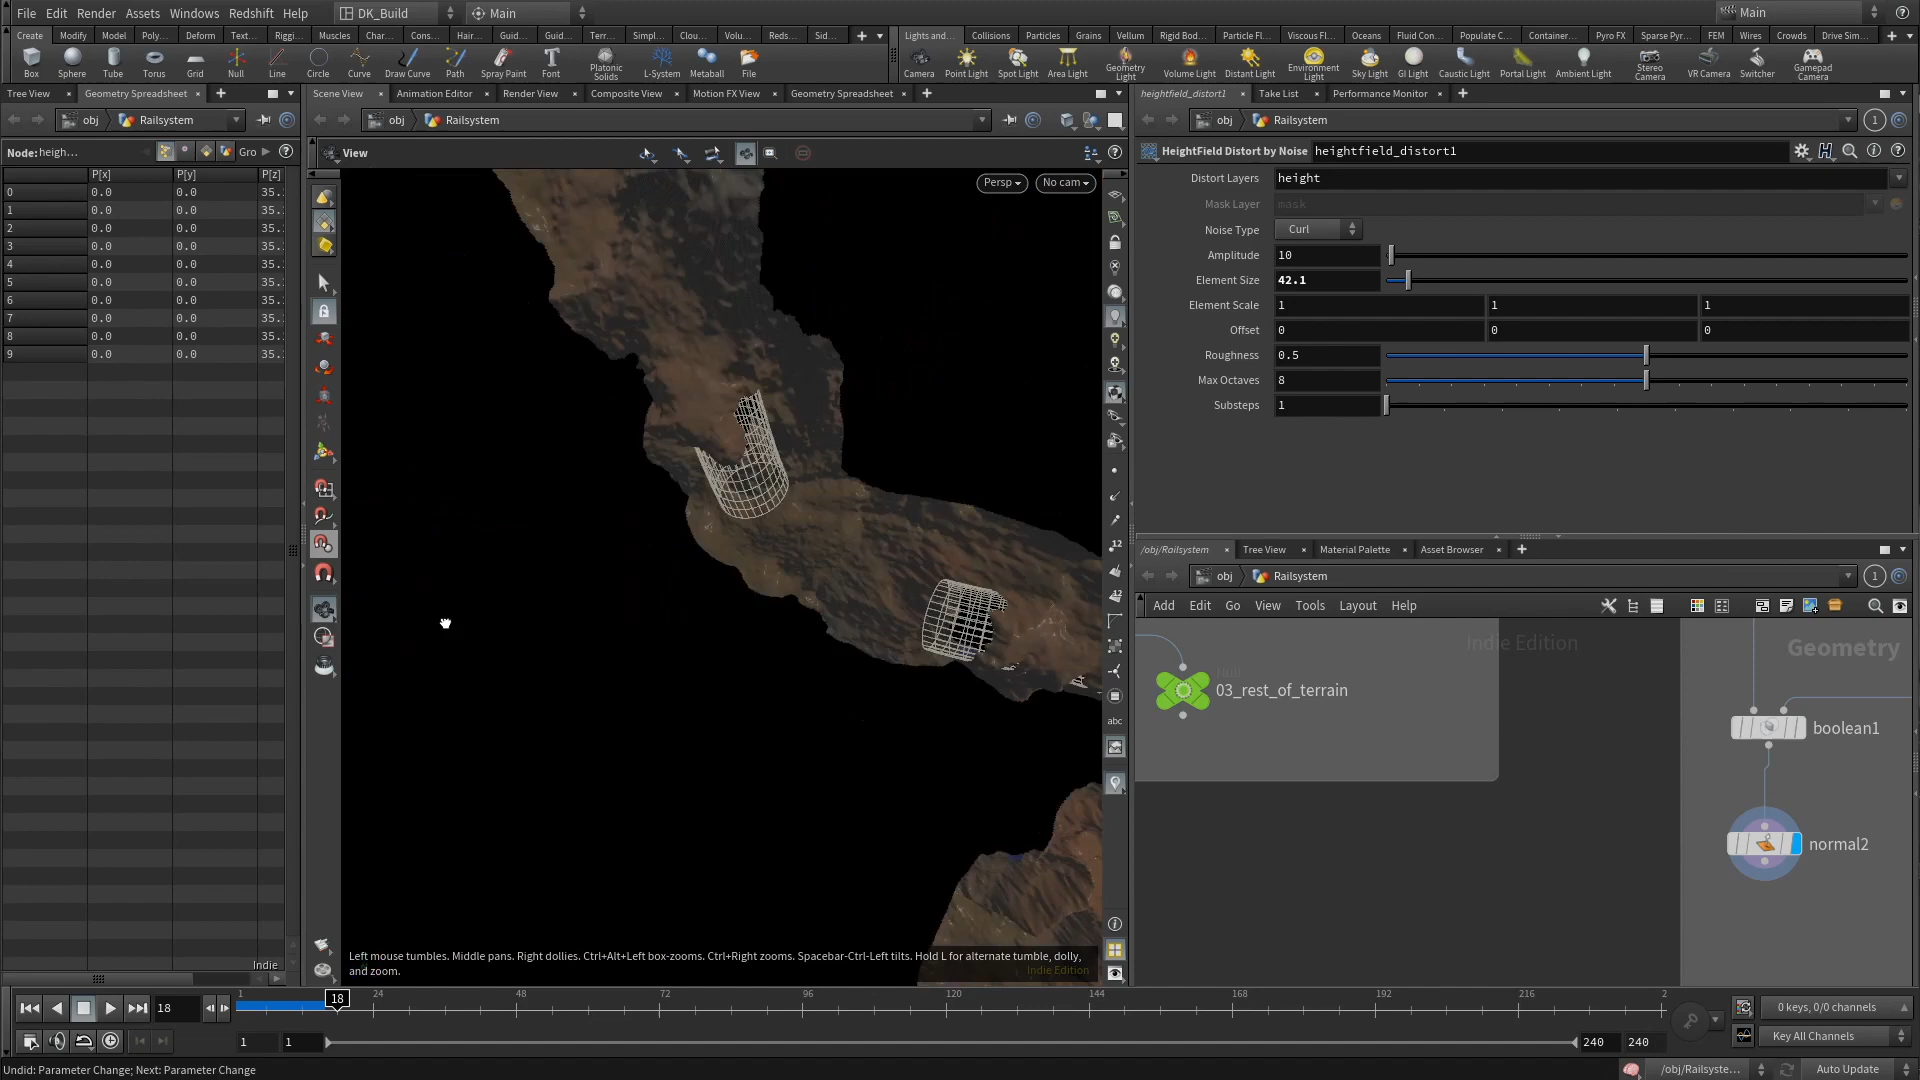 File Edit Render Assets Windows Redshift Help DK_Build Main Main
Create Modify Model Poly... Deform Text... Riggi... Muscles Char... Cons... Hair... Guid... Guid... Terr... Simpl... Clou... Volu... Reds... Sid... Lights and... Collisions Particles Grains Vellum Rigid Bod... Particle Fl... Viscous Fl... Oceans Fluid Con... Populate C... Container... Pyro FX Sparse Pyr... FEM Wires Crowds Drive Sim...
Box Sphere Tube Torus Grid Null Line Circle Curve Draw Curve Path Spray Paint Font Platonic Solids L-System Metaball File Camera Point Light Spot Light Area Light Geometry Light Volume Light Distant Light Environment Light Sky Light GI Light Caustic Light Portal Light Ambient Light Stereo Camera VR Camera Switcher Gamepad Camera
Tree View Geometry Spreadsheet Scene View Animation Editor Render View Composite View Motion FX View Geometry Spreadsheet heightfield_distort1 Take List Performance Monitor
obj Railsystem obj Railsystem obj Railsystem 1
Node: heigh... Gro View HeightField Distort by Noise heightfield_distort1
P[x] P[y] P[z]
0 0.0 0.0 35.
1 0.0 0.0 35.
2 0.0 0.0 35.
3 0.0 0.0 35.
4 0.0 0.0 35.
5 0.0 0.0 35.
6 0.0 0.0 35.
7 0.0 0.0 35.
8 0.0 0.0 35.
9 0.0 0.0 35.
Indie
Persp No cam
12
12
abc
Distort Layers height
Mask Layer mask
Noise Type Curl
Amplitude 10
Element Size 42.1
Element Scale 1 1 1
Offset 0 0 0
Roughness 0.5
Max Octaves 8
Substeps 1
/obj/Railsystem Tree View Material Palette Asset Browser
obj Railsystem 1
Add Edit Go View Tools Layout Help
Indie Edition Geometry
03_rest_of_terrain
boolean1
normal2
Left mouse tumbles. Middle pans. Right dollies. Ctrl+Alt+Left box-zooms. Ctrl+Right zooms. Spacebar-Ctrl-Left tilts. Hold L for alternate tumble, dolly,
and zoom. Indie Edition
18 1 18 24 48 72 96 120 144 168 192 216 2 0 keys, 0/0 channels
1 1 240 240 Key All Channels
Undid: Parameter Change; Next: Parameter Change /obj/Railsyste... Auto Update